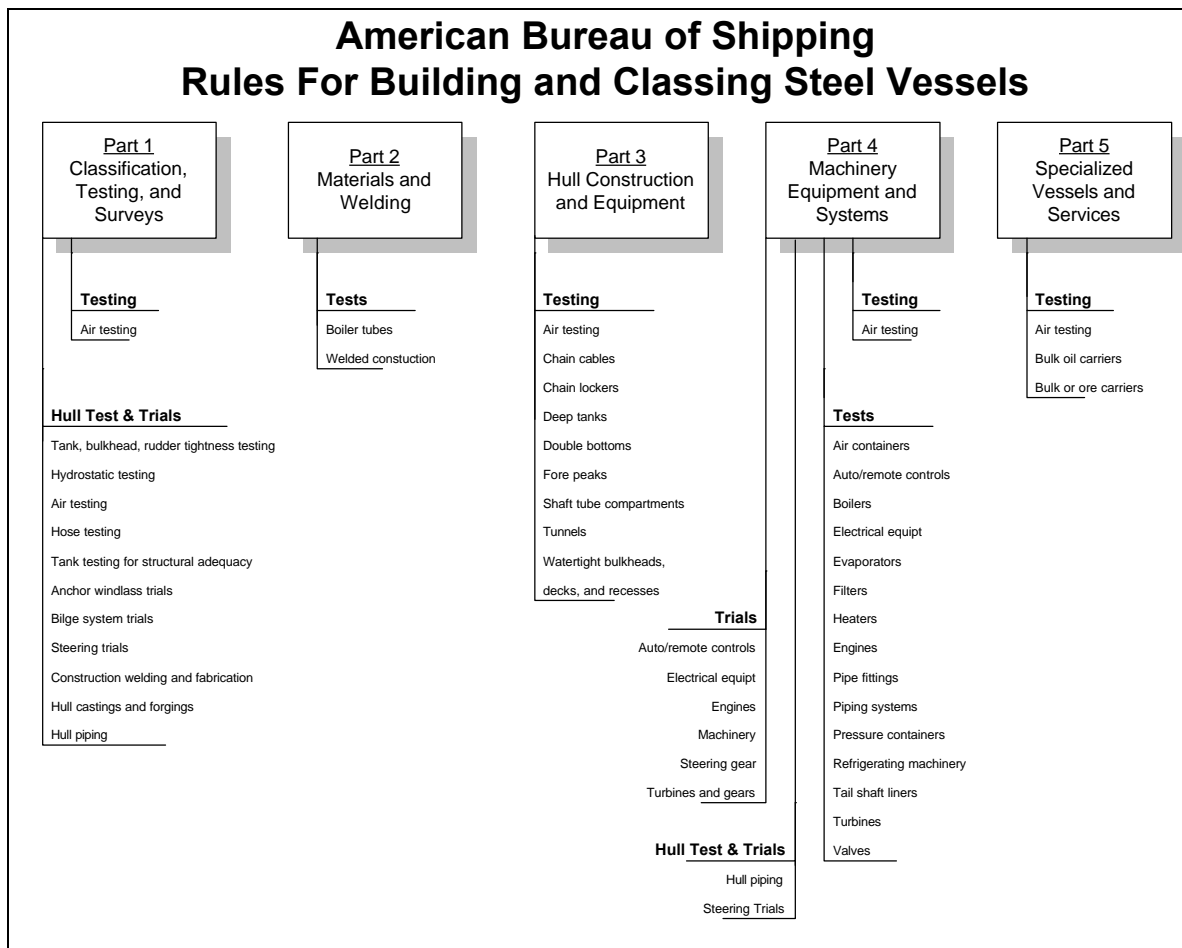 American Bureau of Shipping
Rules For Building and Classing Steel Vessels
Part 1
Classification,
Testing, and
Surveys
Testing
Air testing
Hull Test & Trials
Tank, bulkhead, rudder tightness testing
Hydrostatic testing
Air testing
Hose testing
Tank testing for structural adequacy
Anchor windlass trials
Bilge system trials
Steering trials
Construction welding and fabrication
Hull castings and forgings
Hull piping
Part 2
Materials and
Welding
Tests
Boiler tubes
Welded constuction
Part 3
Hull Construction
and Equipment
Testing
Air testing
Chain cables
Chain lockers
Deep tanks
Double bottoms
Fore peaks
Shaft tube compartments
Tunnels
Watertight bulkheads,
decks, and recesses
Part 4
Machinery
Equipment and
Systems
Testing
Air testing
Tests
Air containers
Auto/remote controls
Boilers
Electrical equipt
Evaporators
Filters
Heaters
Engines
Pipe fittings
Piping systems
Pressure containers
Refrigerating machinery
Tail shaft liners
Turbines
Valves
Trials
Auto/remote controls
Electrical equipt
Engines
Machinery
Steering gear
Turbines and gears
Hull Test & Trials
Hull piping
Steering Trials
Part 5
Specialized
Vessels and
Services
Testing
Air testing
Bulk oil carriers
Bulk or ore carriers